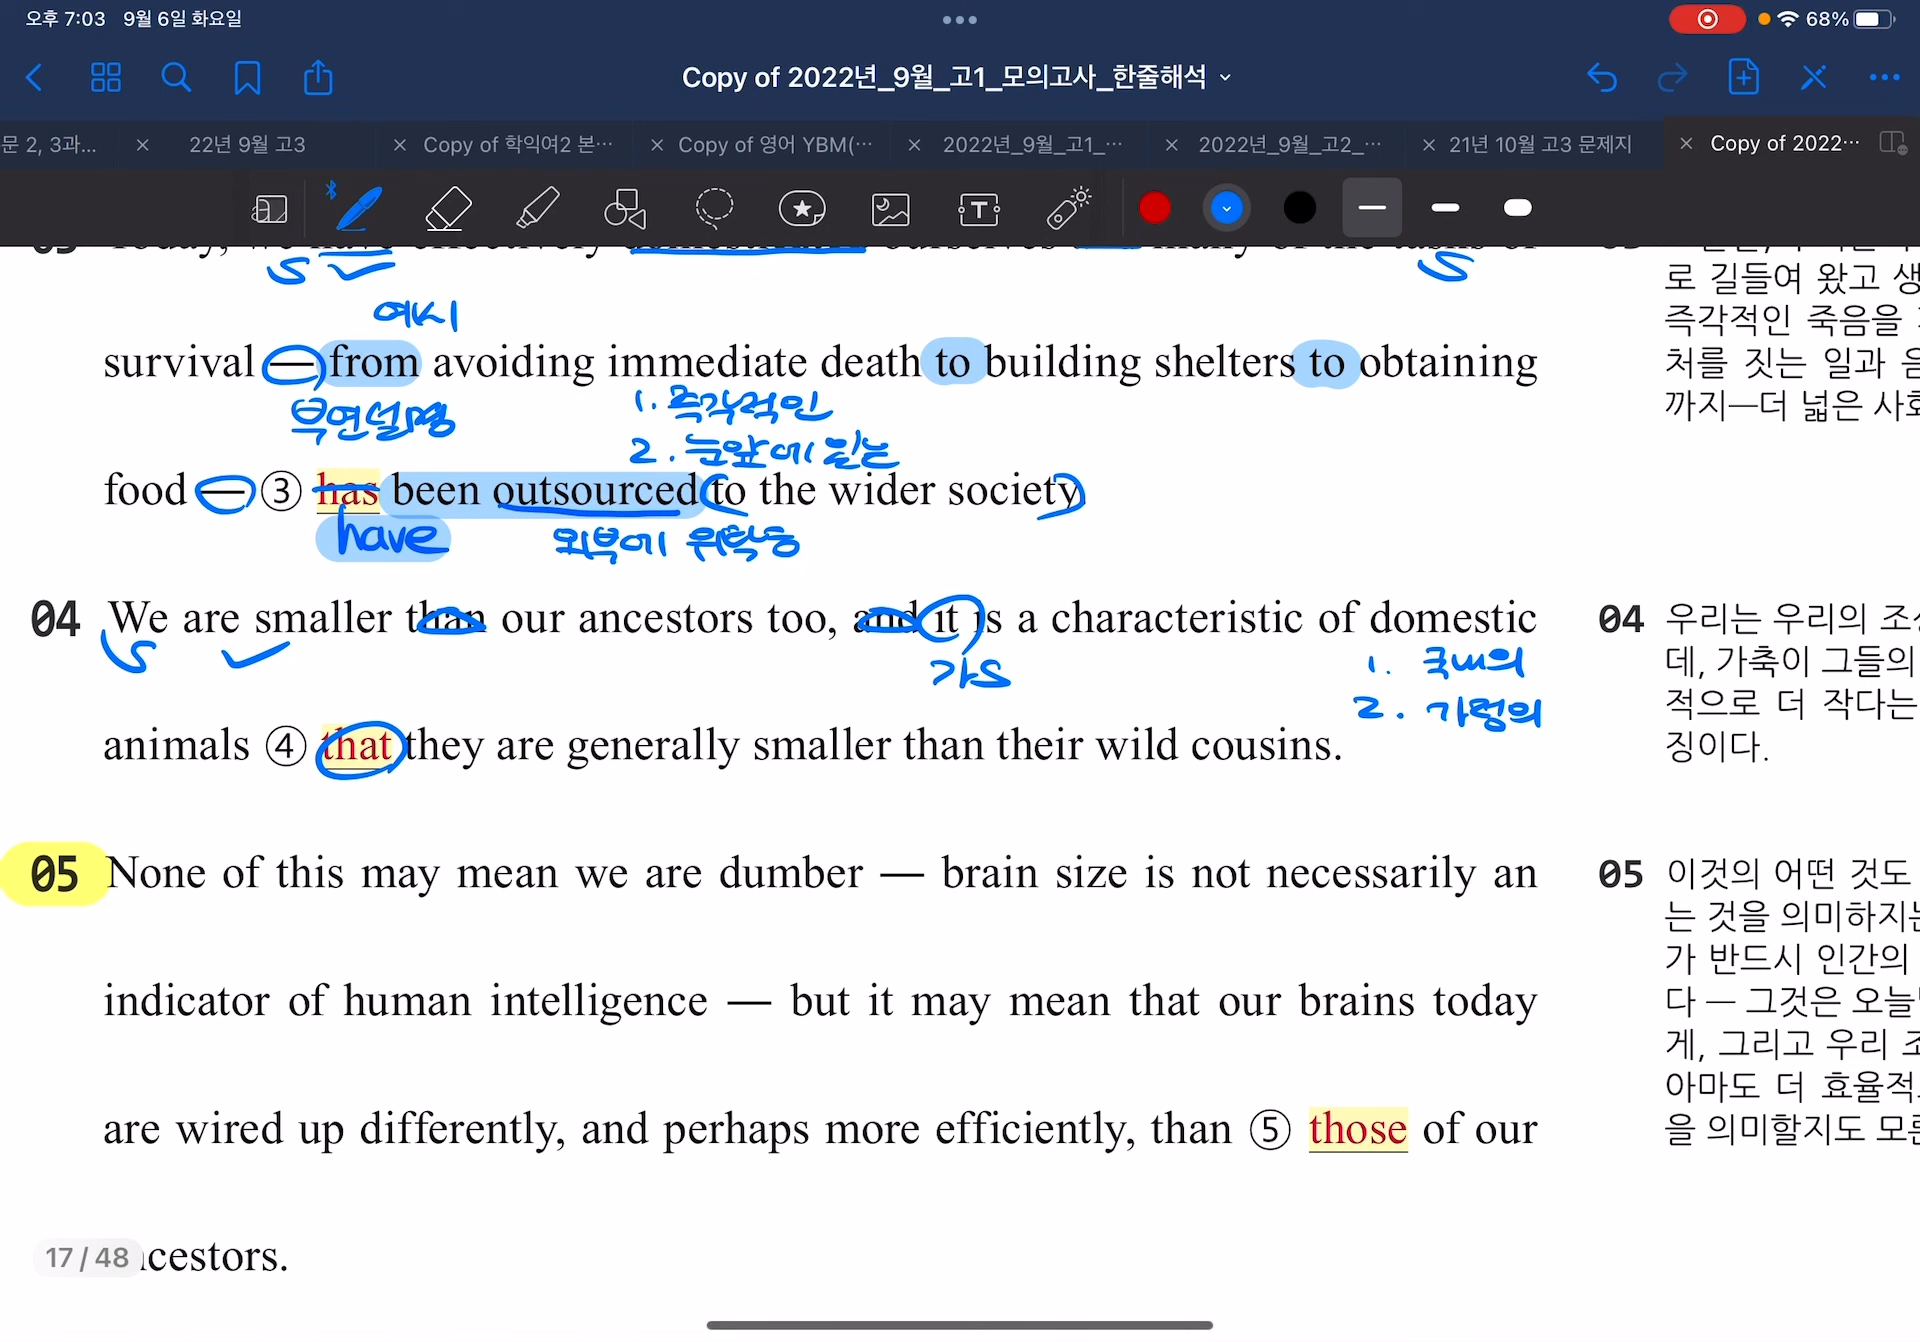 오후 7:03 9월 6일 화요일
68%
Copy of 2022년_9월_고1_모의고사_한줄해석
문 2, 3과... × 22년 9월 고3 × Copy of 학익여2 본... × Copy of 영어 YBM(... × 2022년_9월_고1_... × 2022년_9월_고2_... × 21년 10월 고3 문제지 × Copy of 2022...
03 Today, we have effectively ourselves many of the tasks of
S S
예시
survival — from avoiding immediate death to building shelters to obtaining
부연설명
1. 즉각적인
2. 눈앞에 있는
food — ③ has been outsourced to the wider society.
have 외부에 위탁
04 We are smaller than our ancestors too, and it is a characteristic of domestic
S 가S
1. 국내의
2. 가정의
animals ④ that they are generally smaller than their wild cousins.
05 None of this may mean we are dumber — brain size is not necessarily an
indicator of human intelligence — but it may mean that our brains today
are wired up differently, and perhaps more efficiently, than ⑤ those of our
17 / 48 cestors.
로 길들여 왔고 생
즉각적인 죽음을
처를 짓는 일과 음
까지—더 넓은 사회
04 우리는 우리의 조상
데, 가축이 그들의
적으로 더 작다는
징이다.
05 이것의 어떤 것도
는 것을 의미하지는
가 반드시 인간의
다 — 그것은 오늘
게, 그리고 우리 조
아마도 더 효율적
을 의미할지도 모른